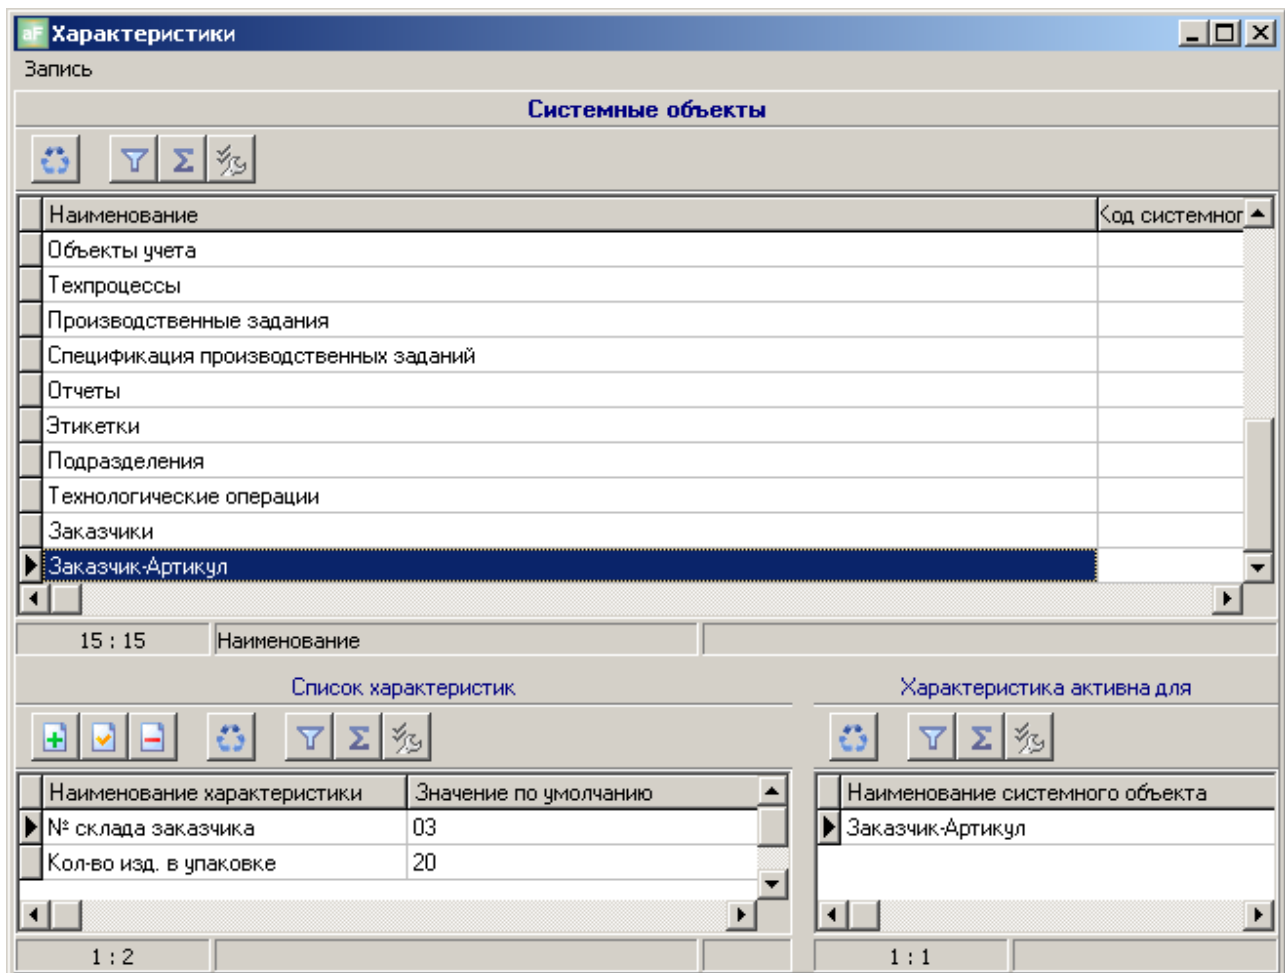 aF Характеристики
Запись
Системные объекты
Наименование Код системног
Объекты учета
Техпроцессы
Производственные задания
Спецификация производственных заданий
Отчеты
Этикетки
Подразделения
Технологические операции
Заказчики
Заказчик-Артикул
15 : 15 Наименование
Список характеристик
Наименование характеристики Значение по умолчанию
№ склада заказчика 03
Кол-во изд. в упаковке 20
1 : 2
Характеристика активна для
Наименование системного объекта
Заказчик-Артикул
1 : 1